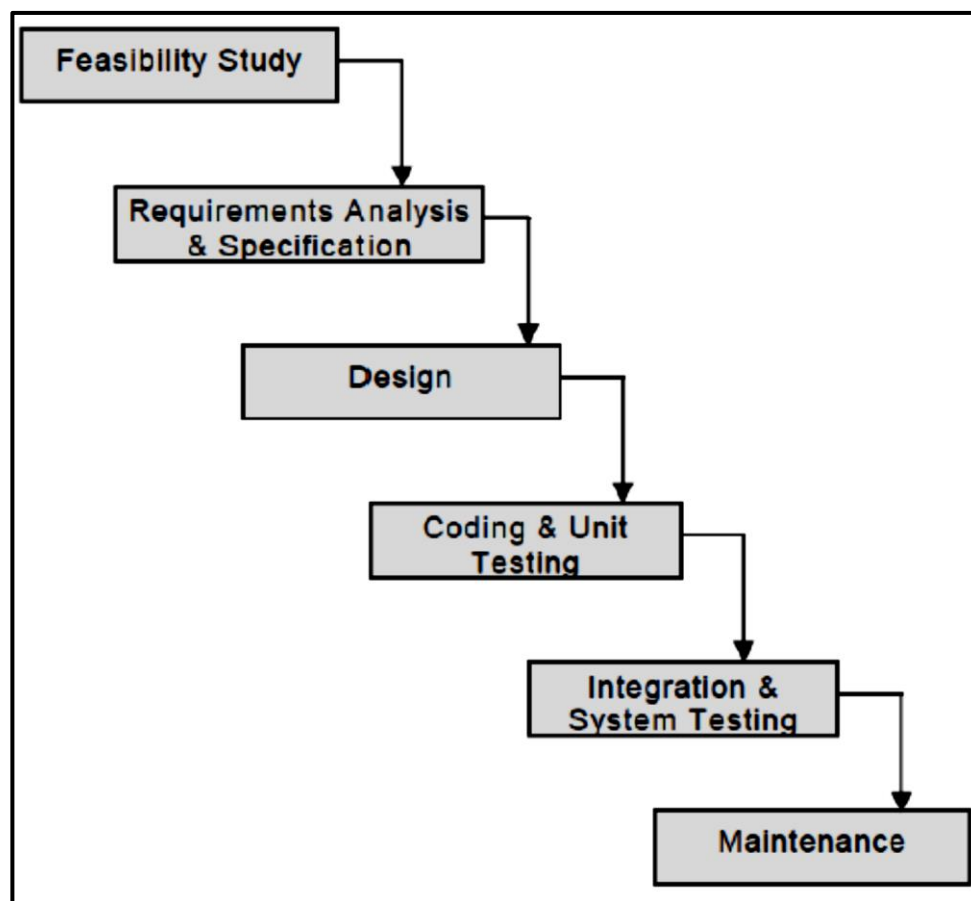 Feasibility Study
Requirements Analysis
& Specification
Design
Coding & Unit
Testing
Integration &
System Testing
Maintenance